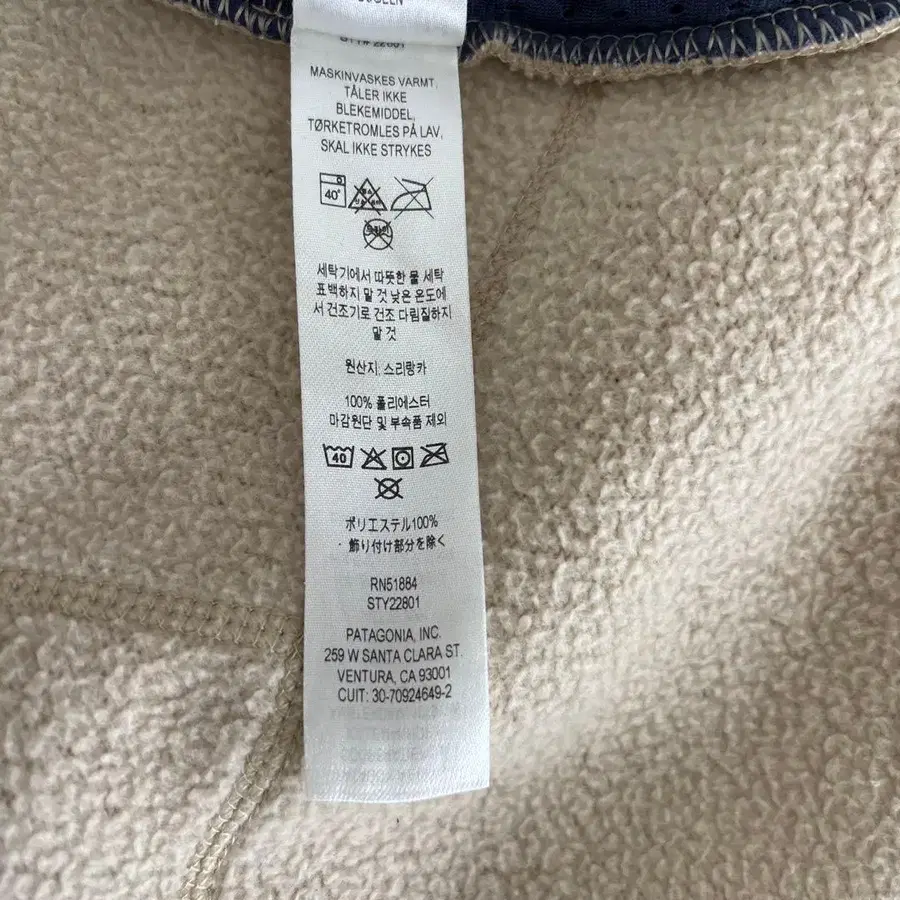 STY# 22801
MASKINVASKES VARMT,
TÅLER IKKE
BLEKEMIDDEL,
TØRKETROMLES PÅ LAV,
SKAL IKKE STRYKES
40°
세탁기에서 따뜻한 물 세탁
표백하지 말 것 낮은 온도에
서 건조기로 건조 다림질하지
말 것
원산지: 스리랑카
100% 폴리에스터
마감원단 및 부속품 제외
40
ポリエステル100%
・飾り付け部分を除く
RN51884
STY22801
PATAGONIA, INC.
259 W SANTA CLARA ST.
VENTURA, CA 93001
CUIT: 30-70924649-2